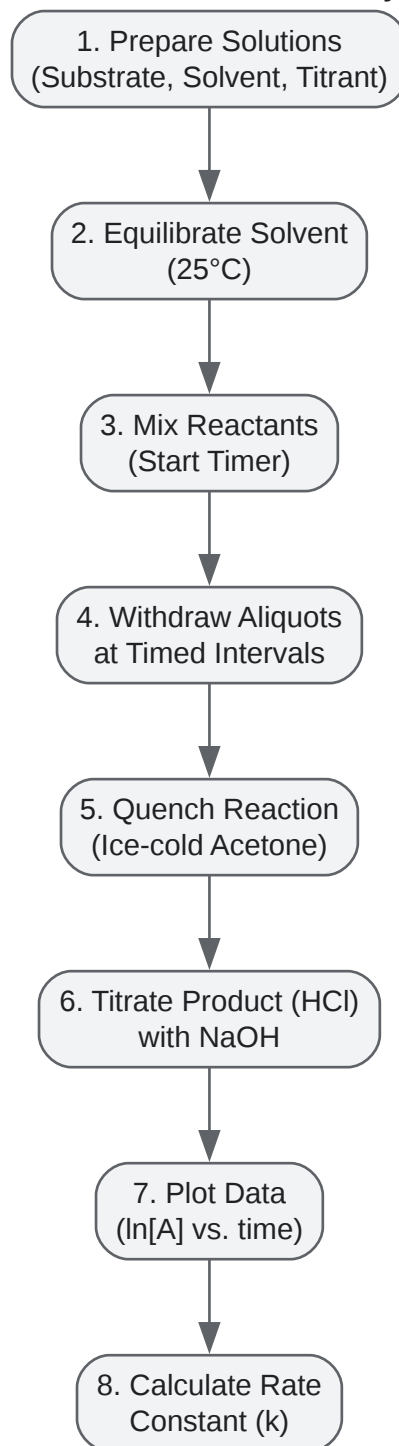 1. Prepare Solutions
(Substrate, Solvent, Titrant)
2. Equilibrate Solvent
(25°C)
3. Mix Reactants
(Start Timer)
4. Withdraw Aliquots
at Timed Intervals
5. Quench Reaction
(Ice-cold Acetone)
6. Titrate Product (HCl)
with NaOH
7. Plot Data
(ln[A] vs. time)
8. Calculate Rate
Constant (k)